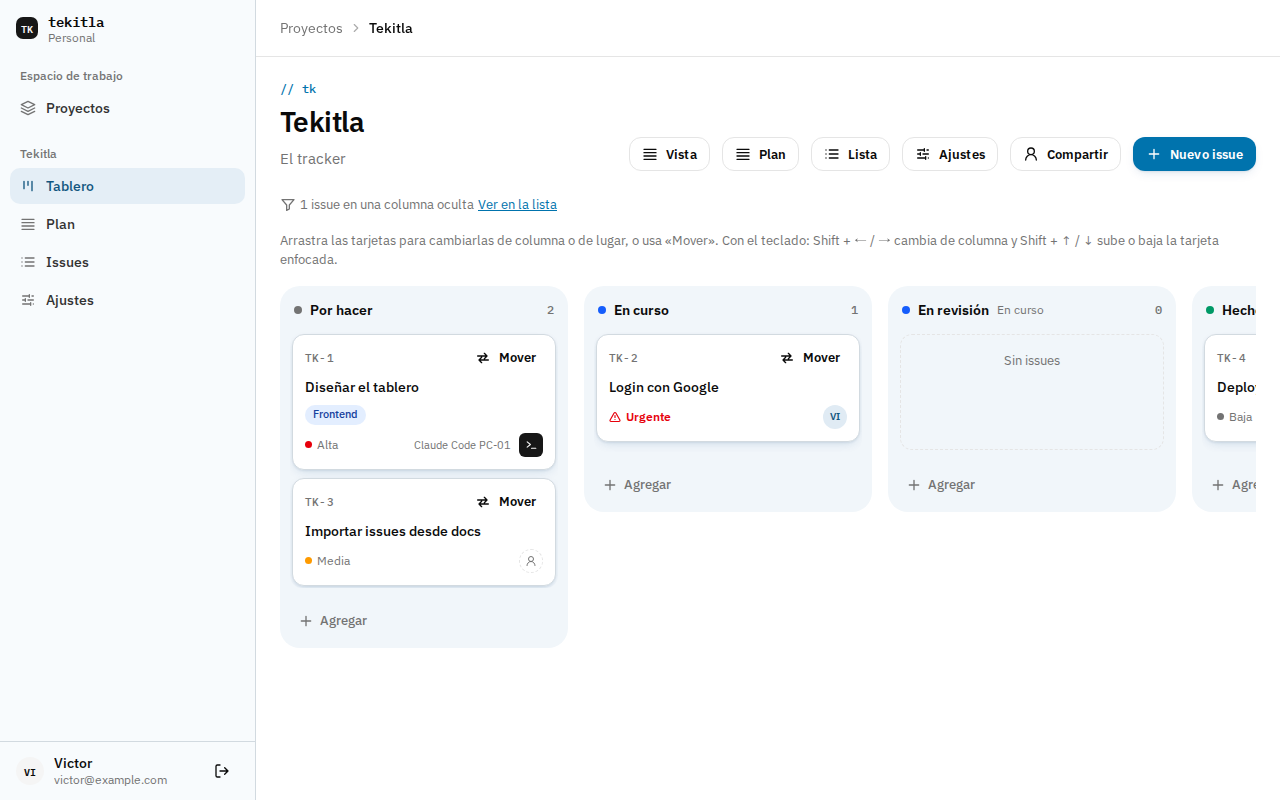 TK
tekitla
Personal
Espacio de trabajo
Proyectos
Tekitla
Tablero
Plan
Issues
Ajustes
VI
Victor
victor@example.com
Proyectos > Tekitla
// tk
Tekitla
El tracker
Vista
Plan
Lista
Ajustes
Compartir
+ Nuevo issue
1 issue en una columna oculta Ver en la lista
Arrastra las tarjetas para cambiarlas de columna o de lugar, o usa «Mover». Con el teclado: Shift + ← / → cambia de columna y Shift + ↑ / ↓ sube o baja la tarjeta
enfocada.
Por hacer 2
TK-1 Mover
Diseñar el tablero
Frontend
Alta Claude Code PC-01 >_
TK-3 Mover
Importar issues desde docs
Media
+ Agregar
En curso 1
TK-2 Mover
Login con Google
Urgente VI
+ Agregar
En revisión En curso 0
Sin issues
+ Agregar
Hech
TK-4
Deplo
Baja
+ Agre